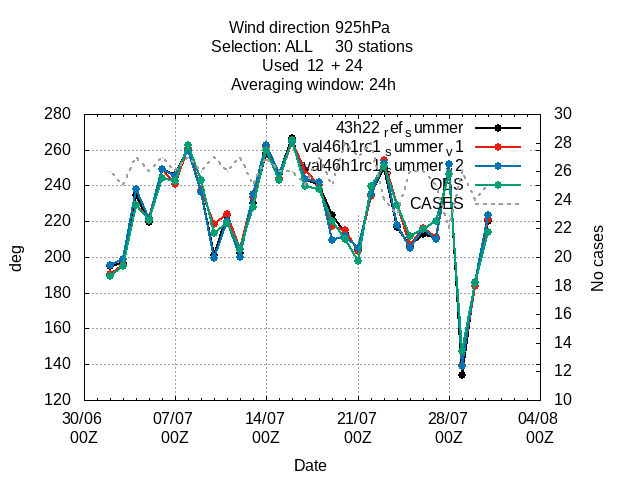 Wind direction 925hPa
Selection: ALL 30 stations
Used 12 + 24
Averaging window: 24h
280 30
43h22 refsummer
260 28
val46h1rc1summerv1
val46h1rc1summerv2
240 26
OBS
220 24
CASES
200 22
180 20
160 18
140 16
120 14
12
10
deg
No cases
30/06 07/07 14/07 21/07 28/07 04/08
00Z 00Z 00Z 00Z 00Z 00Z
Date